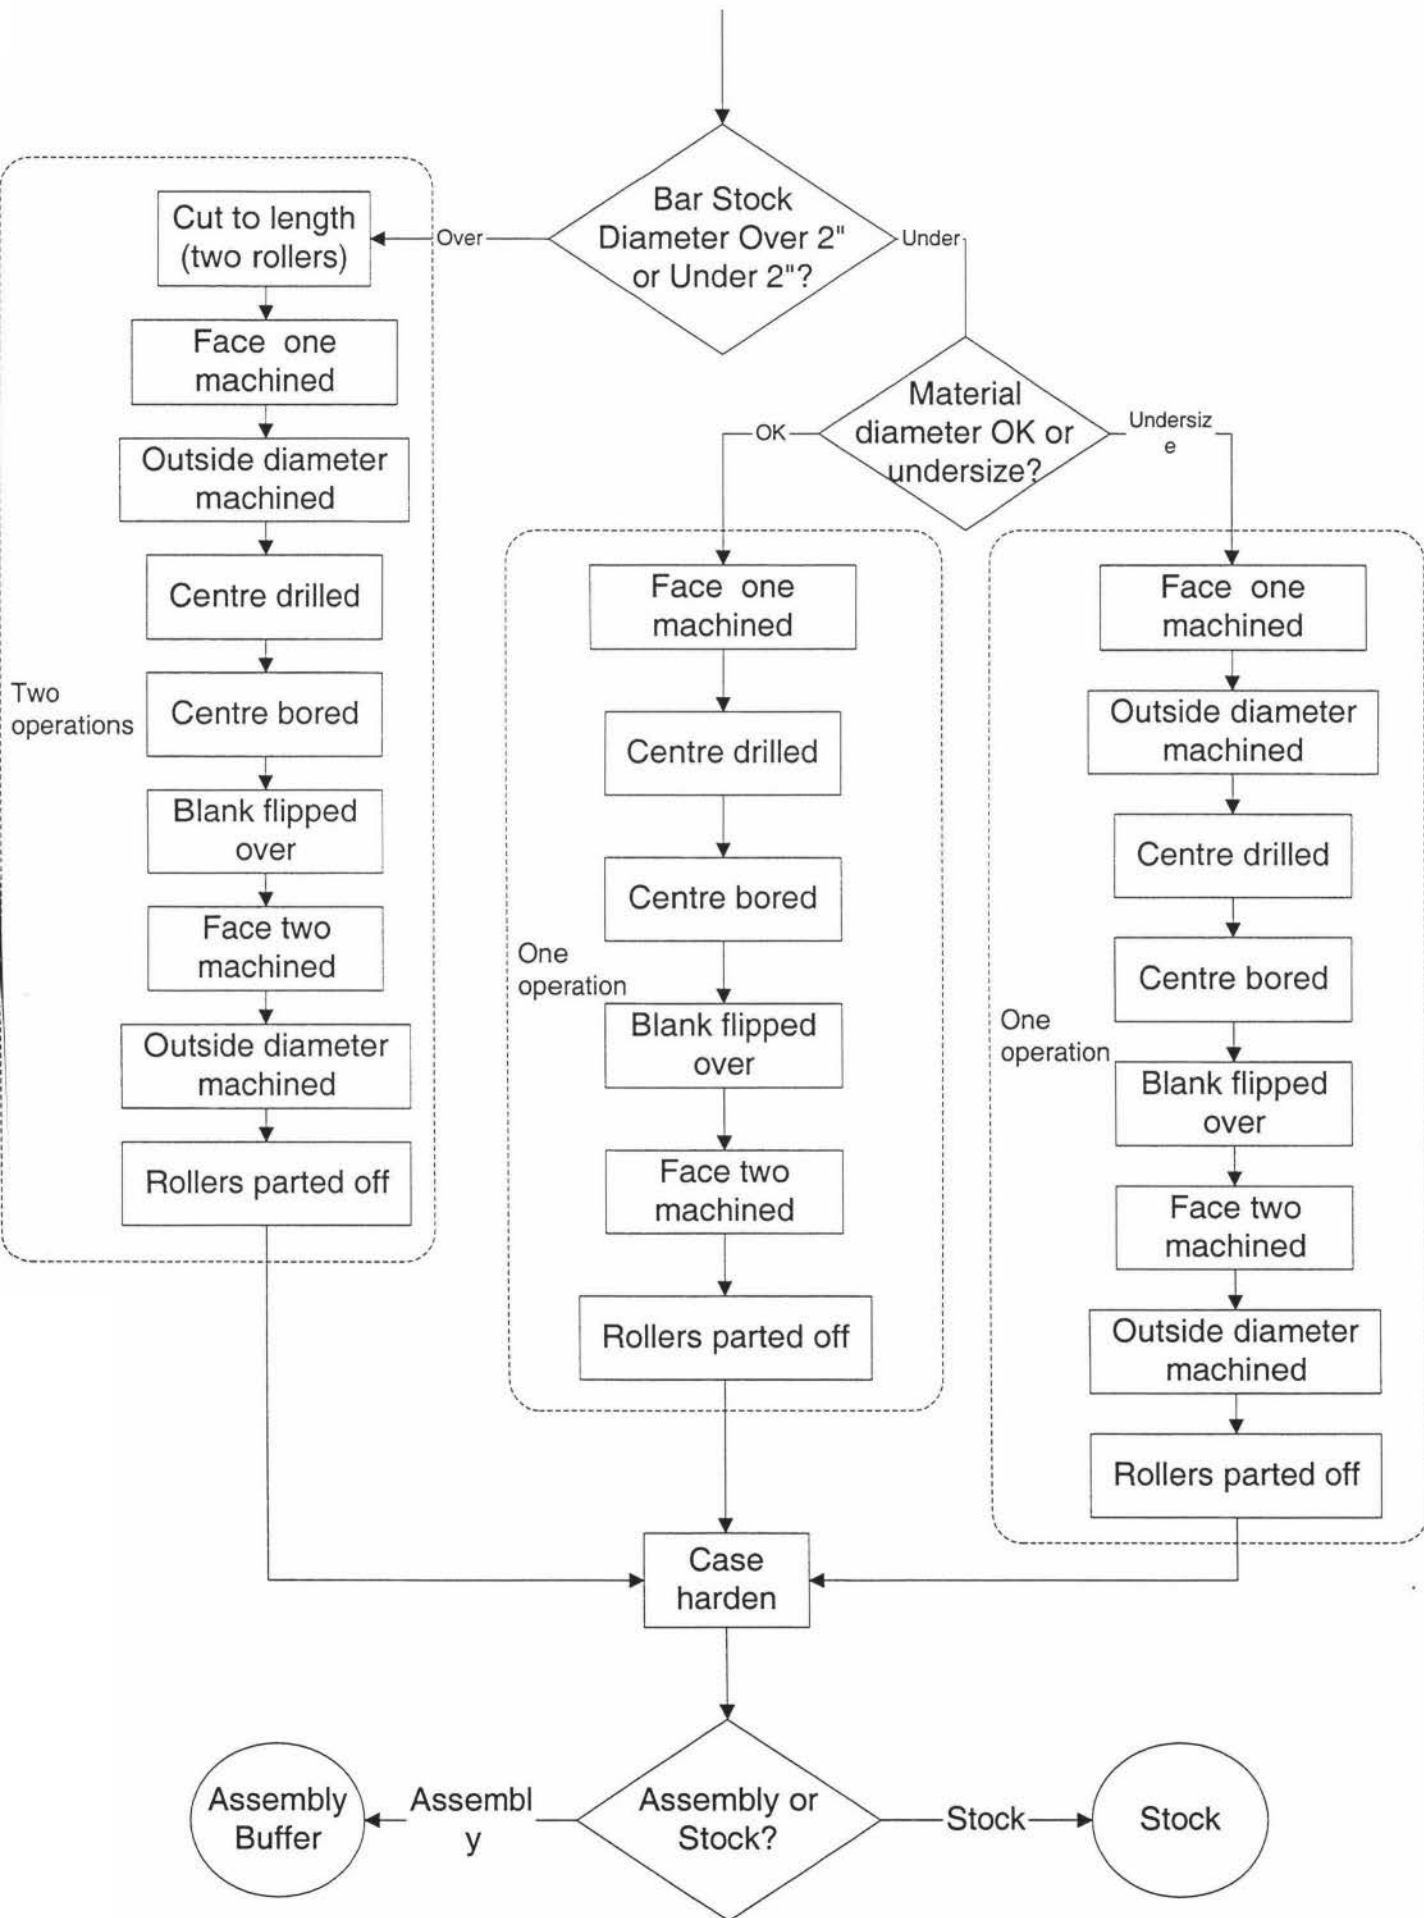 Bar Stock
Diameter Over 2"
or Under 2"?
Over
Under
Cut to length
(two rollers)
Face one
machined
Outside diameter
machined
Centre drilled
Centre bored
Blank flipped
over
Face two
machined
Outside diameter
machined
Rollers parted off
Two
operations
Material
diameter OK or
undersize?
OK
Undersiz
e
Face one
machined
Centre drilled
Centre bored
Blank flipped
over
Face two
machined
Rollers parted off
One
operation
Face one
machined
Outside diameter
machined
Centre drilled
Centre bored
Blank flipped
over
Face two
machined
Outside diameter
machined
Rollers parted off
One
operation
Case
harden
Assembly or
Stock?
Assembl
y
Assembly
Buffer
Stock
Stock